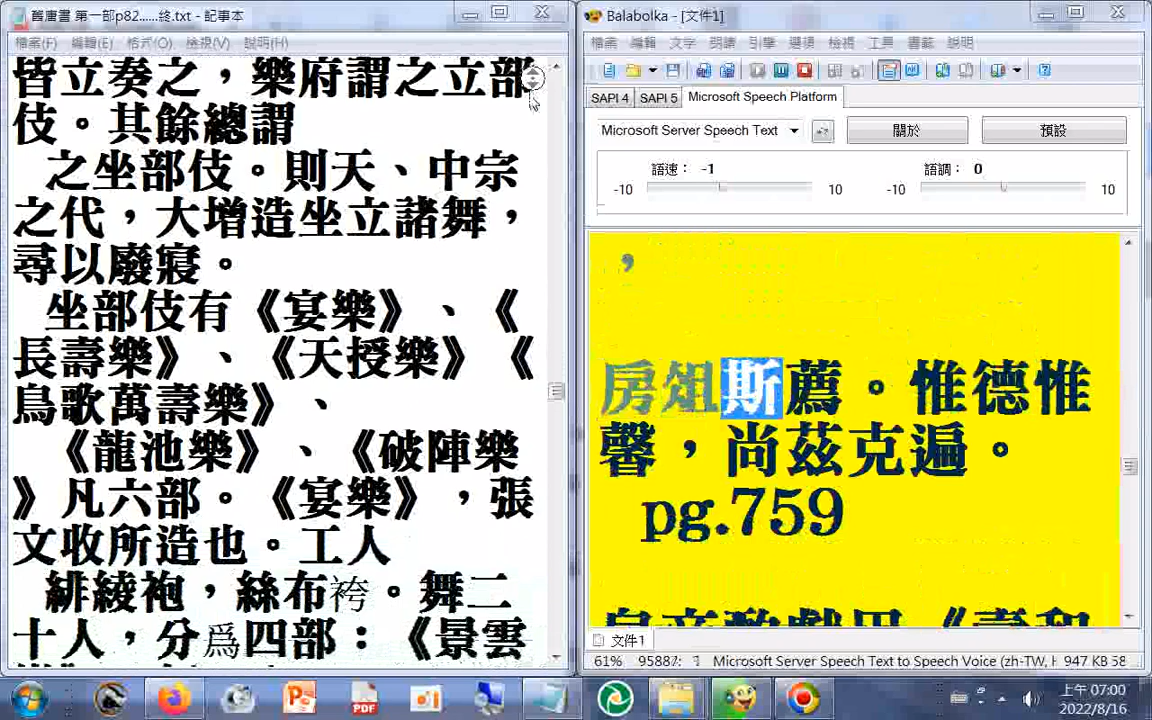 舊唐書 第一部p82......終.txt - 記事本
檔案(F) 編輯(E) 格式(O) 檢視(V) 說明(H)
皆立奏之，樂府謂之立部
伎。其餘總謂
之坐部伎。則天、中宗
之代，大增造坐立諸舞，
尋以廢寢。
坐部伎有《宴樂》、《
長壽樂》、《天授樂》《
鳥歌萬壽樂》、
《龍池樂》、《破陣樂
》凡六部。《宴樂》，張
文收所造也。工人
緋綾袍，絲布袴。舞二
十人，分爲四部：《景雲
Balabolka - [文件1]
檔案 編輯 文字 朗讀 引擎 選項 檢視 工具 書籤 說明
SAPI 4 SAPI 5 Microsoft Speech Platform
Microsoft Server Speech Text 關於 預設
語速： -1 語調： 0
-10 10 -10 10
，
房俎斯薦。惟德惟
馨，尚茲克遍。
pg.759
文件1
61% Microsoft Server Speech Text to Speech Voice (zh-TW, H 947 KB 58
上午 07:00
2022/8/16